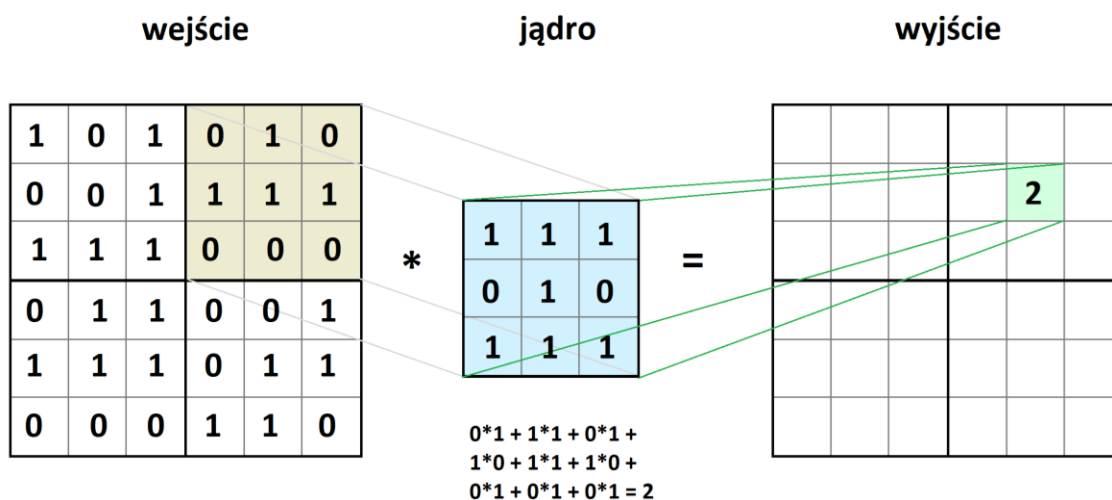 wejście jądro wyjście
1 0 1 0 1 0
0 0 1 1 1 1
1 1 1 0 0 0
0 1 1 0 0 1
1 1 1 0 1 1
0 0 0 1 1 0
*
1 1 1
0 1 0
1 1 1
=
2
0*1 + 1*1 + 0*1 +
1*0 + 1*1 + 1*0 +
0*1 + 0*1 + 0*1 = 2